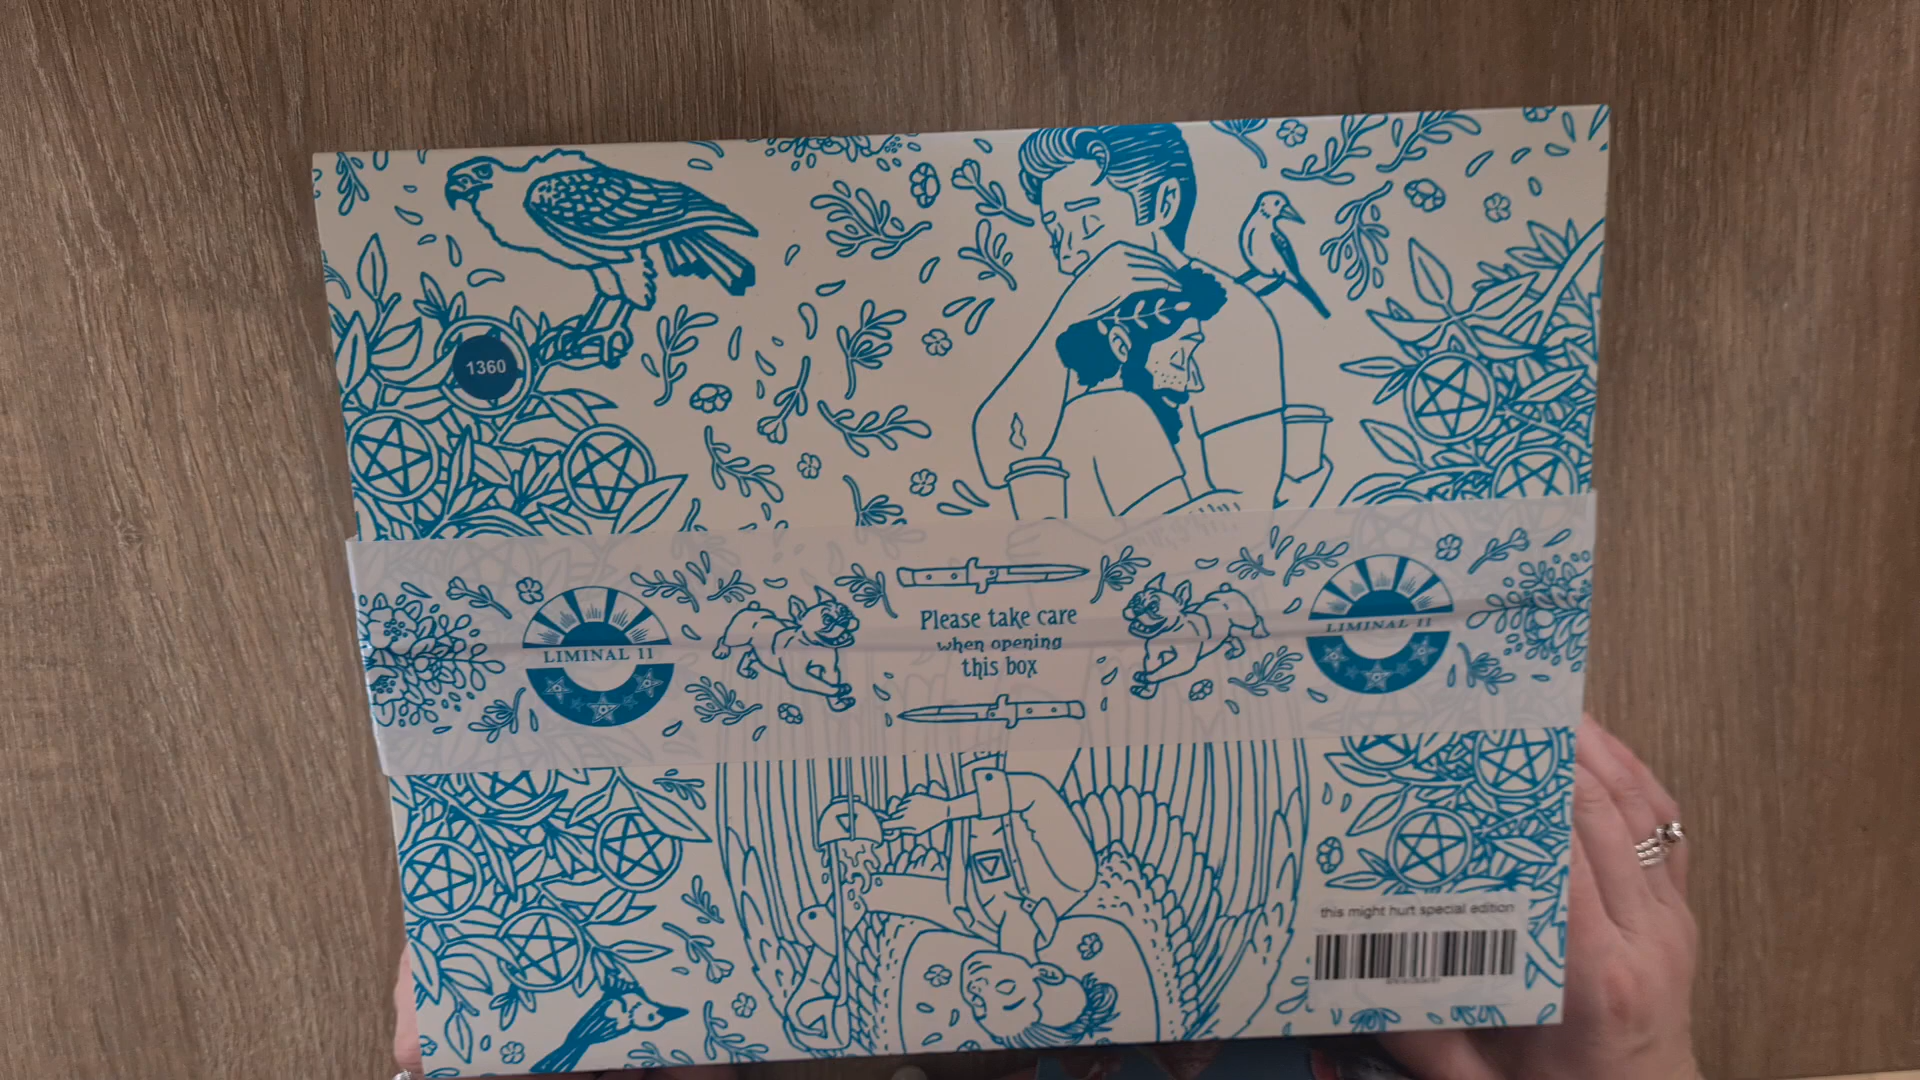 1360
LIMINAL 11
Please take care
when opening
this box
LIMINAL 11
this might hurt special edition